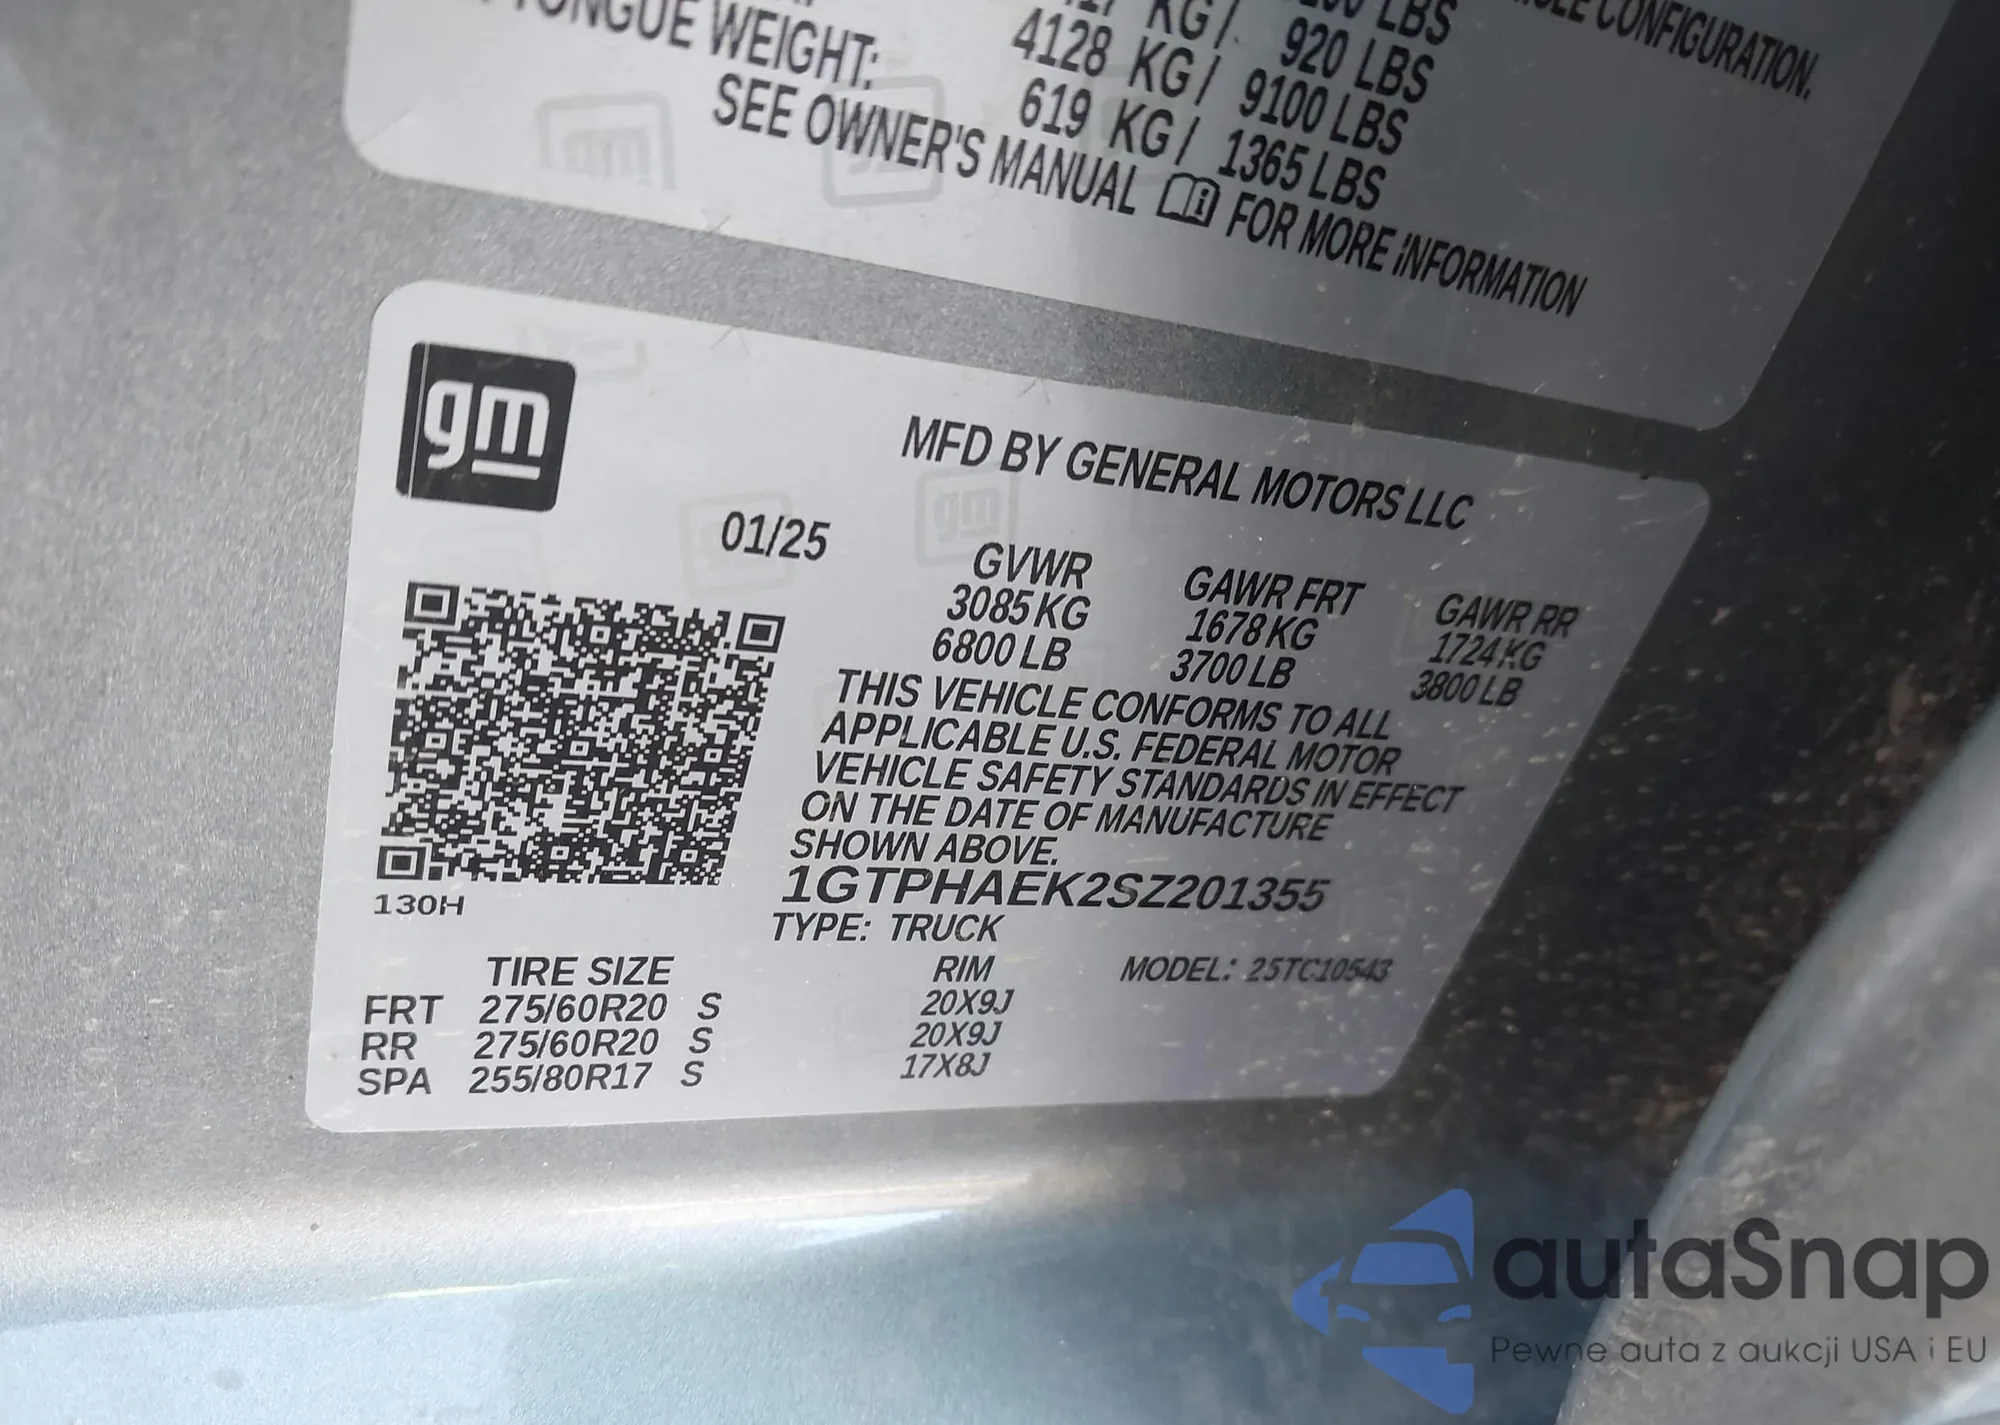 VEHICLE CONFIGURATION.
KG / LBS
920 LBS
TONGUE WEIGHT: 4128 KG / 9100 LBS
619 KG / 1365 LBS
SEE OWNER'S MANUAL FOR MORE INFORMATION
gm
MFD BY GENERAL MOTORS LLC
01/25
GVWR GAWR FRT GAWR RR
3085 KG 1678 KG 1724 KG
6800 LB 3700 LB 3800 LB
THIS VEHICLE CONFORMS TO ALL
APPLICABLE U.S. FEDERAL MOTOR
VEHICLE SAFETY STANDARDS IN EFFECT
ON THE DATE OF MANUFACTURE
SHOWN ABOVE.
1GTPHAEK2SZ201355
130H
TYPE: TRUCK
TIRE SIZE RIM MODEL: 25TC10543
FRT 275/60R20 S 20X9J
RR 275/60R20 S 20X9J
SPA 255/80R17 S 17X8J
autaSnap
Pewne auta z aukcji USA i EU